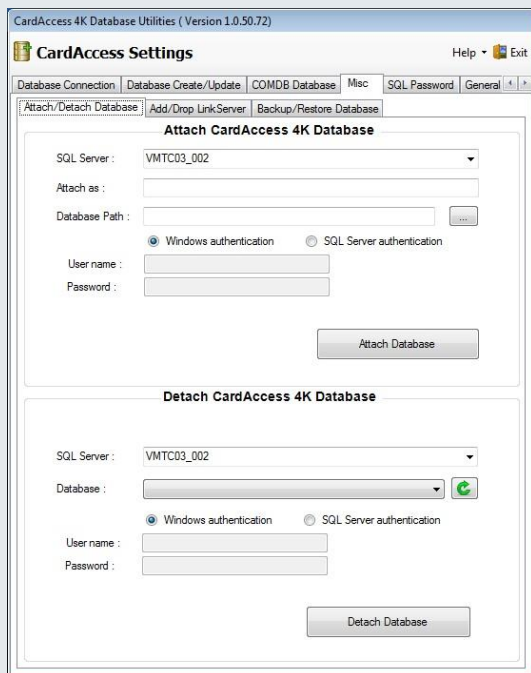 CardAccess 4K Database Utilities ( Version 1.0.50.72)
CardAccess Settings
Help
Exit
Database Connection
Database Create/Update
COMDB Database
Misc
SQL Password
General
Attach/Detach Database
Add/Drop LinkServer
Backup/Restore Database
Attach CardAccess 4K Database
SQL Server :
VMTC03_002
Attach as :
Database Path :
...
Windows authentication
SQL Server authentication
User name :
Password :
Attach Database
Detach CardAccess 4K Database
SQL Server :
VMTC03_002
Database :
Windows authentication
SQL Server authentication
User name :
Password :
Detach Database